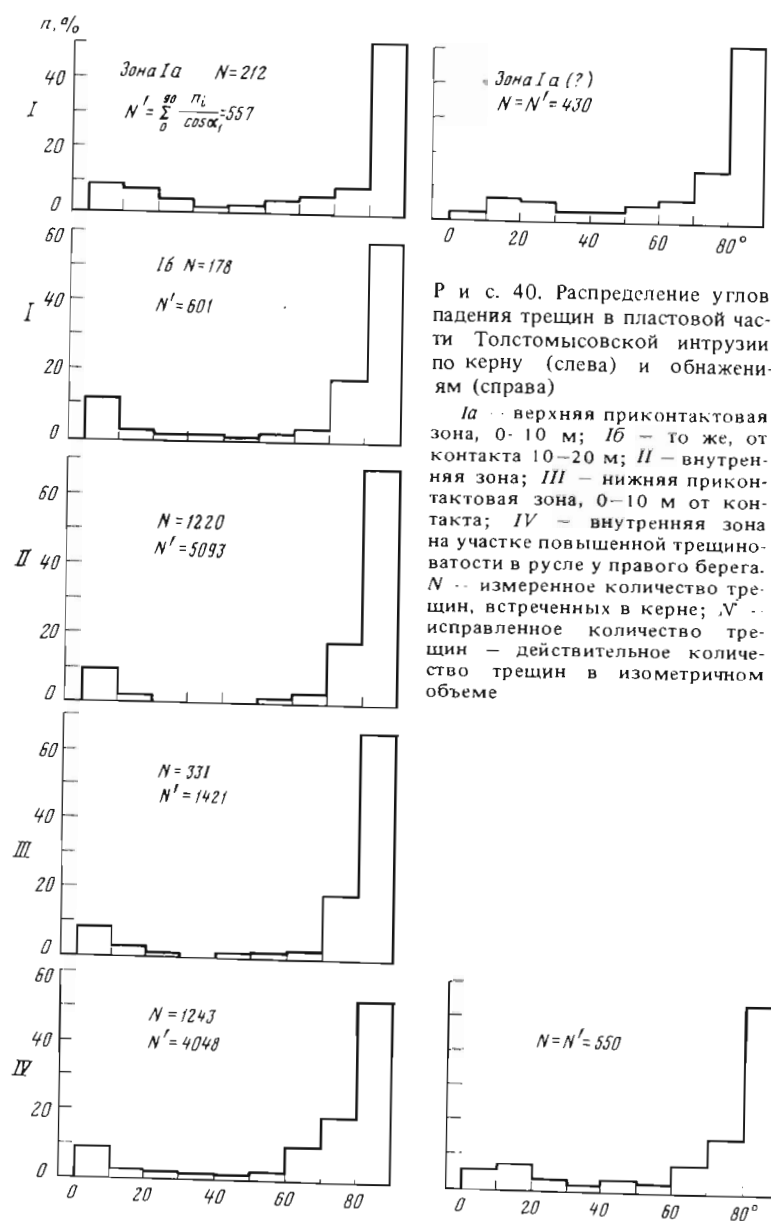 n, %
40
20
0
I
Зона Iа N=212
N′= Σ 0 90 nᵢ / cosα₁ =557
Зона Iа (?)
N=N′=430
0 20 40 60 80°
60
40
20
0
I
Iб N=178
N′=601
Рис. 40. Распределение углов
падения трещин в пластовой час-
ти Толстомысовской интрузии
по керну (слева) и обнажени-
ям (справа)
Iа – верхняя приконтактовая
зона, 0-10 м; Iб – то же, от
контакта 10–20 м; II – внутрен-
няя зона; III – нижняя прикон-
тактовая зона, 0–10 м от кон-
такта; IV – внутренняя зона
на участке повышенной трещино-
ватости в русле у правого берега.
N – измеренное количество тре-
щин, встреченных в керне; N′ –
исправленное количество тре-
щин – действительное количе-
ство трещин в изометричном
объеме
60
40
20
0
II
N=1220
N′=5093
60
40
20
0
III
N=331
N′=1421
60
40
20
0
IV
N=1243
N′=4048
0 20 40 60 80
N=N′=550
0 20 40 60 80°